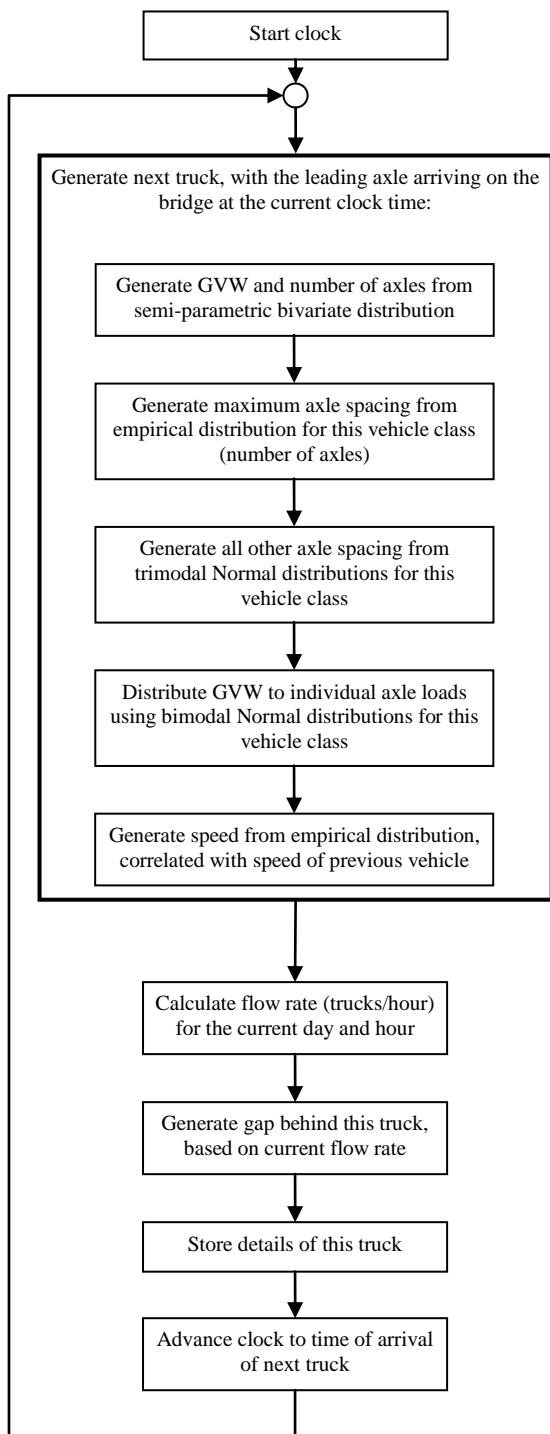 Start clock
Generate next truck, with the leading axle arriving on the
bridge at the current clock time:
Generate GVW and number of axles from
semi-parametric bivariate distribution
Generate maximum axle spacing from
empirical distribution for this vehicle class
(number of axles)
Generate all other axle spacing from
trimodal Normal distributions for this
vehicle class
Distribute GVW to individual axle loads
using bimodal Normal distributions for this
vehicle class
Generate speed from empirical distribution,
correlated with speed of previous vehicle
Calculate flow rate (trucks/hour)
for the current day and hour
Generate gap behind this truck,
based on current flow rate
Store details of this truck
Advance clock to time of arrival
of next truck